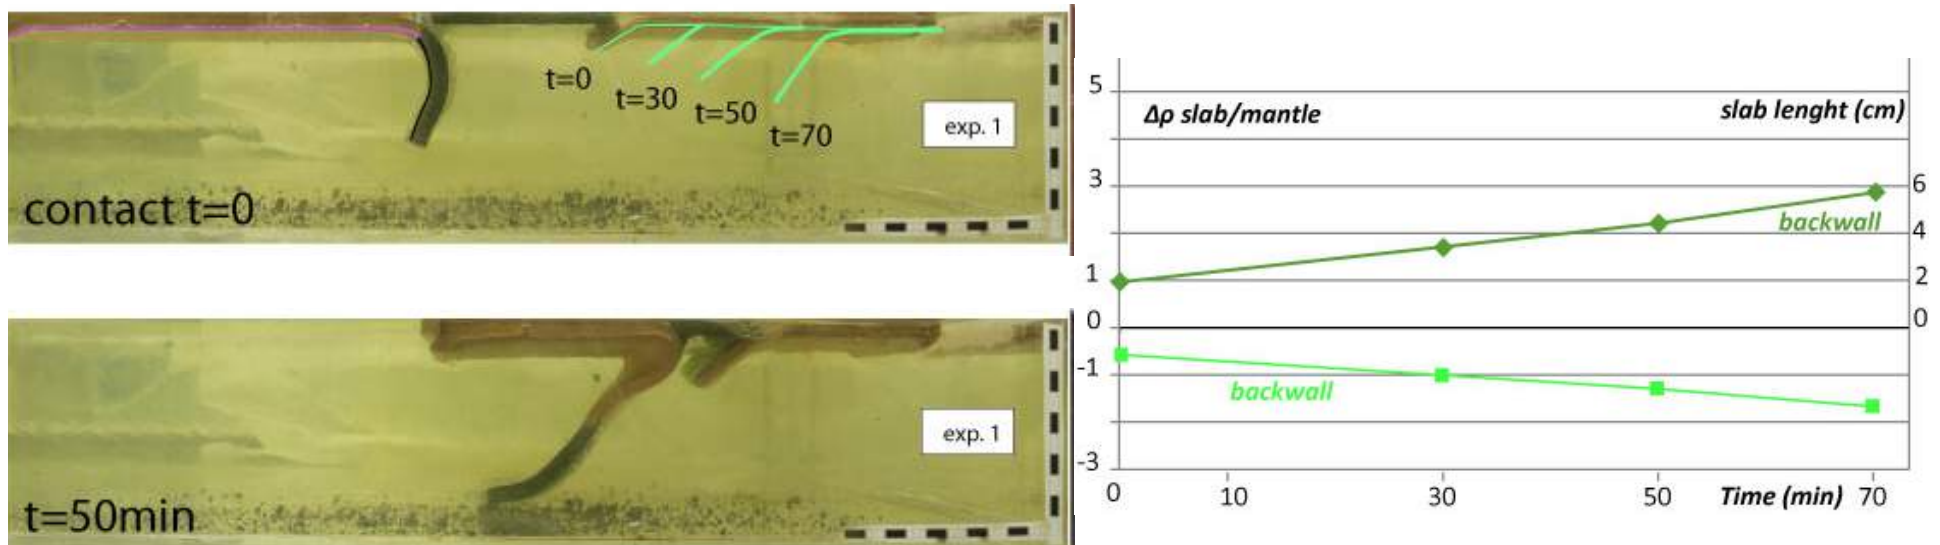 t=0
t=30
t=50
t=70
exp. 1
contact t=0
exp. 1
t=50min
5
3
1
0
-1
-3
Δρ slab/mantle
slab lenght (cm)
6
4
2
0
backwall
backwall
0
10
30
50
Time (min)
70